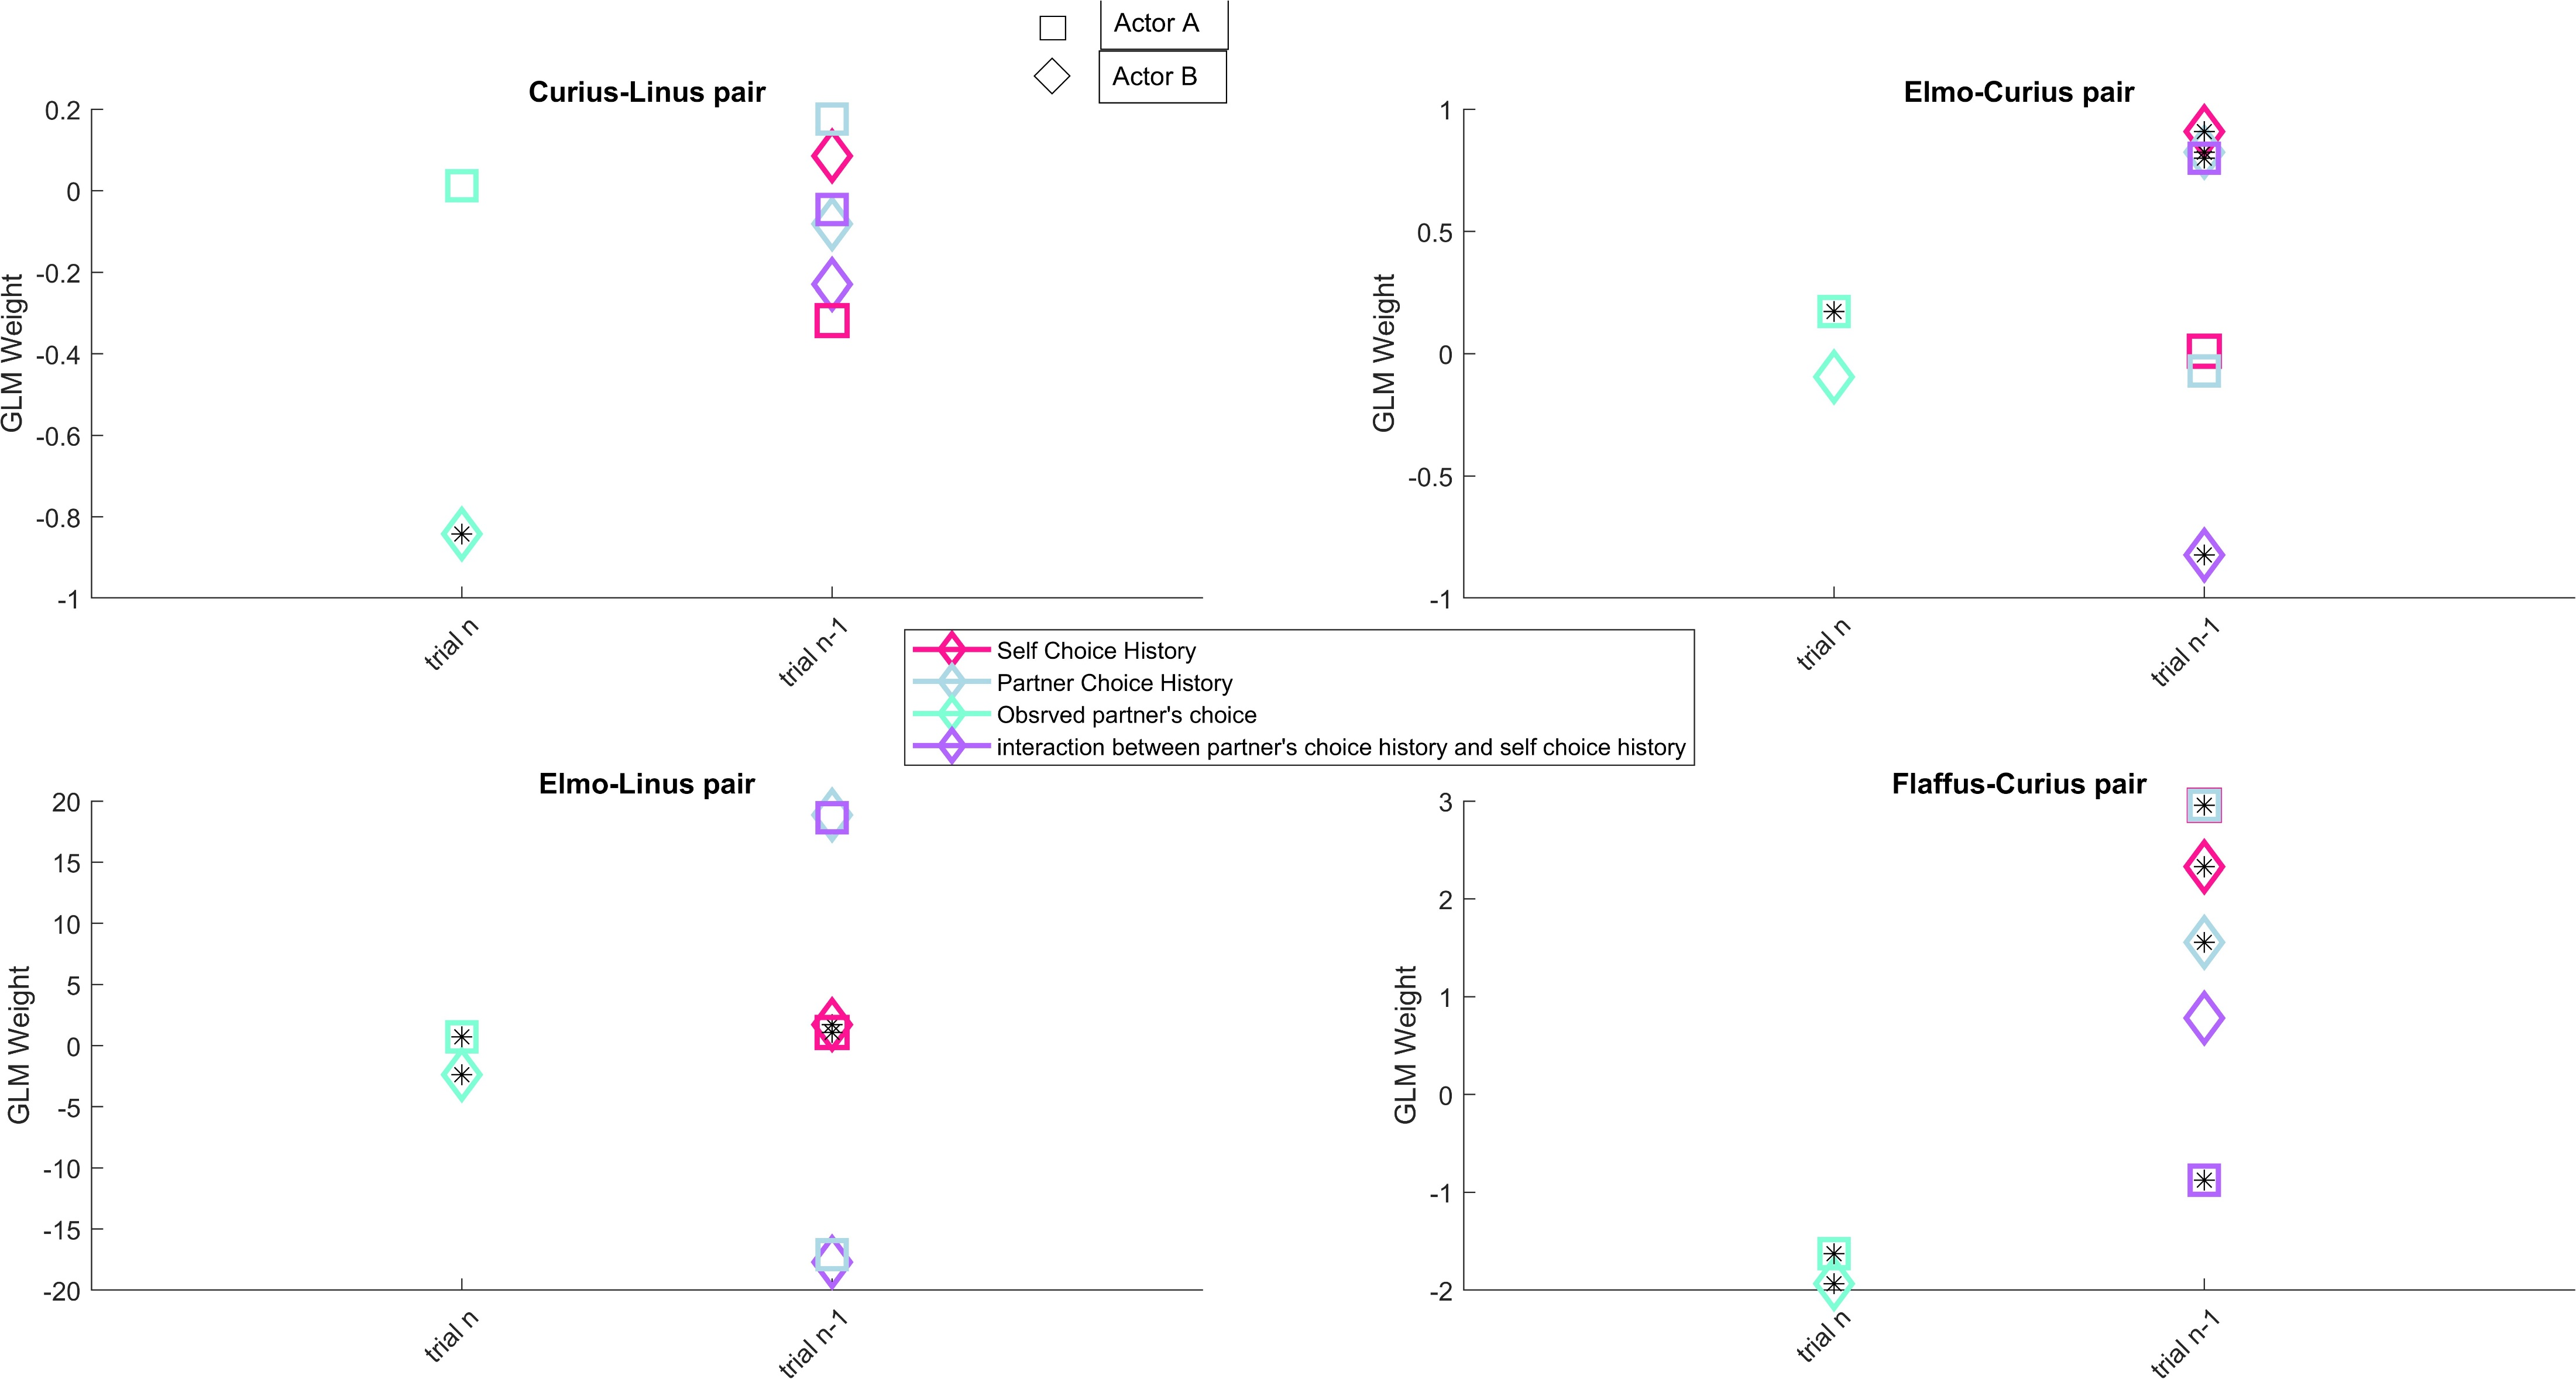 Actor A
Actor B
Curius-Linus pair
0.2
0
-0.2
-0.4
-0.6
-0.8
-1
GLM Weight
trial n
trial n-1
Elmo-Curius pair
1
0.5
0
-0.5
-1
GLM Weight
trial n
trial n-1
Self Choice History
Partner Choice History
Obsrved partner's choice
interaction between partner's choice history and self choice history
Elmo-Linus pair
20
15
10
5
0
-5
-10
-15
-20
GLM Weight
trial n
trial n-1
Flaffus-Curius pair
3
2
1
0
-1
-2
GLM Weight
trial n
trial n-1